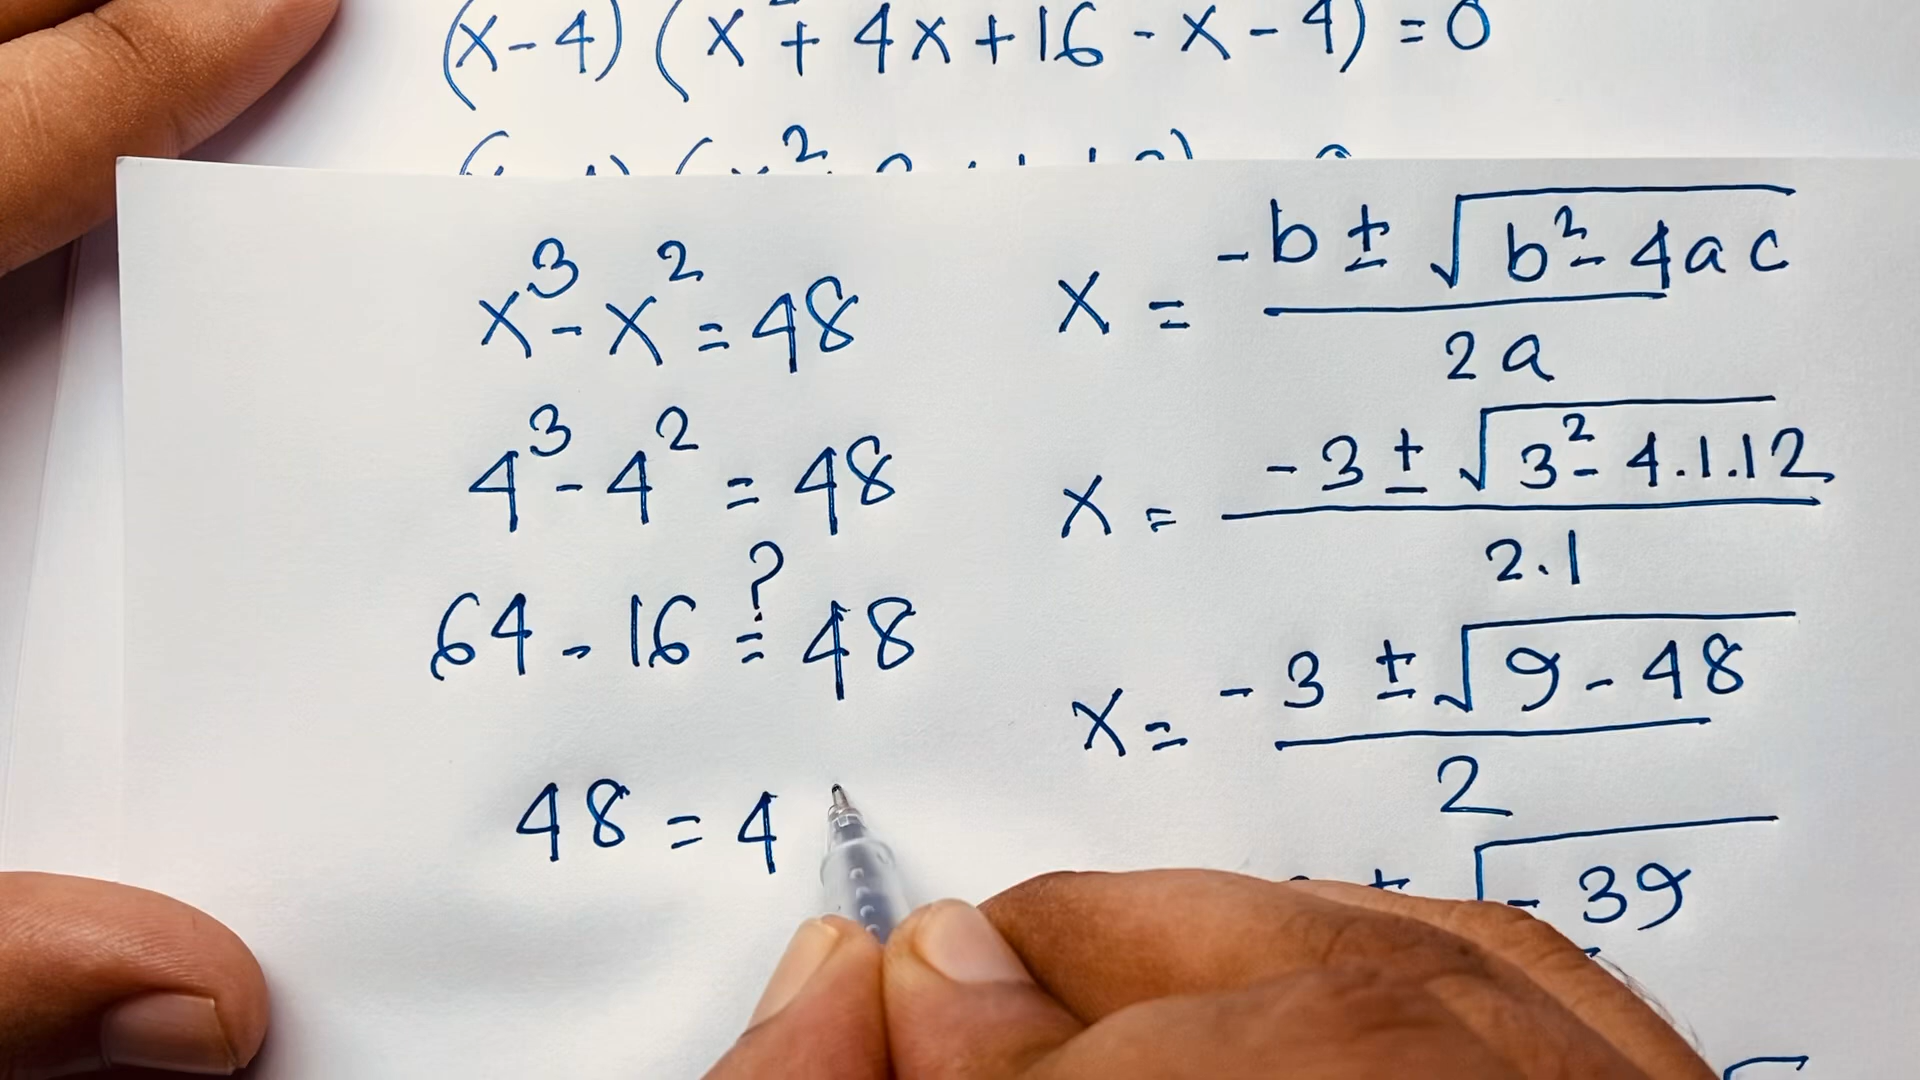 (x-4)(x²+4x+16-x-4)=0
x³-x²=48
4³-4²=48
64-16≟48
48=4
x=(-b±√(b²-4ac))/2a
x=(-3±√(3²-4.1.12))/2.1
x=(-3±√(9-48))/2
±√-39